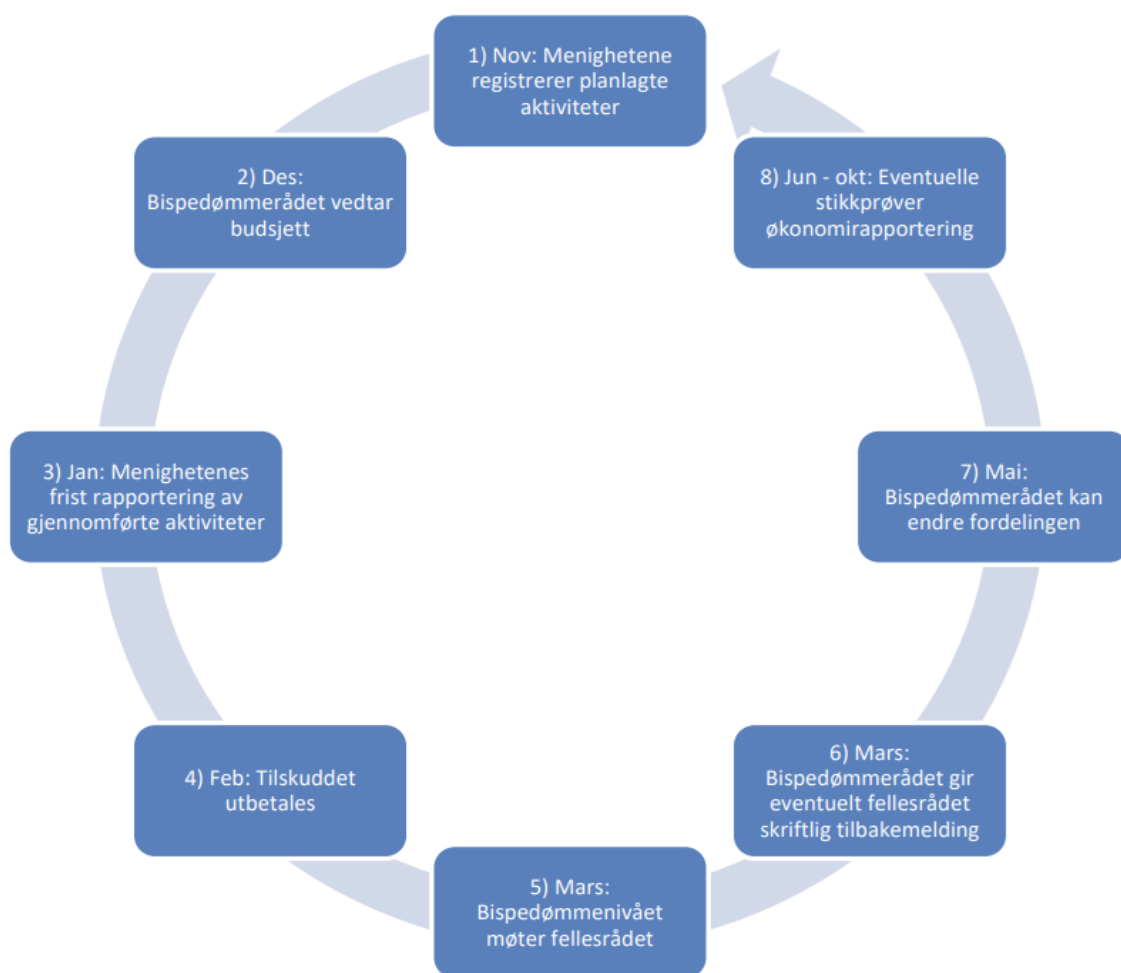 1) Nov: Menighetene
registrerer planlagte
aktiviteter
2) Des:
Bispedømmerådet vedtar
budsjett
3) Jan: Menighetenes
frist rapportering av
gjennomførte aktiviteter
4) Feb: Tilskuddet
utbetales
5) Mars:
Bispedømmenivået
møter fellesrådet
6) Mars:
Bispedømmerådet gir
eventuelt fellesrådet
skriftlig tilbakemelding
7) Mai:
Bispedømmerådet kan
endre fordelingen
8) Jun - okt: Eventuelle
stikkprøver
økonomirapportering